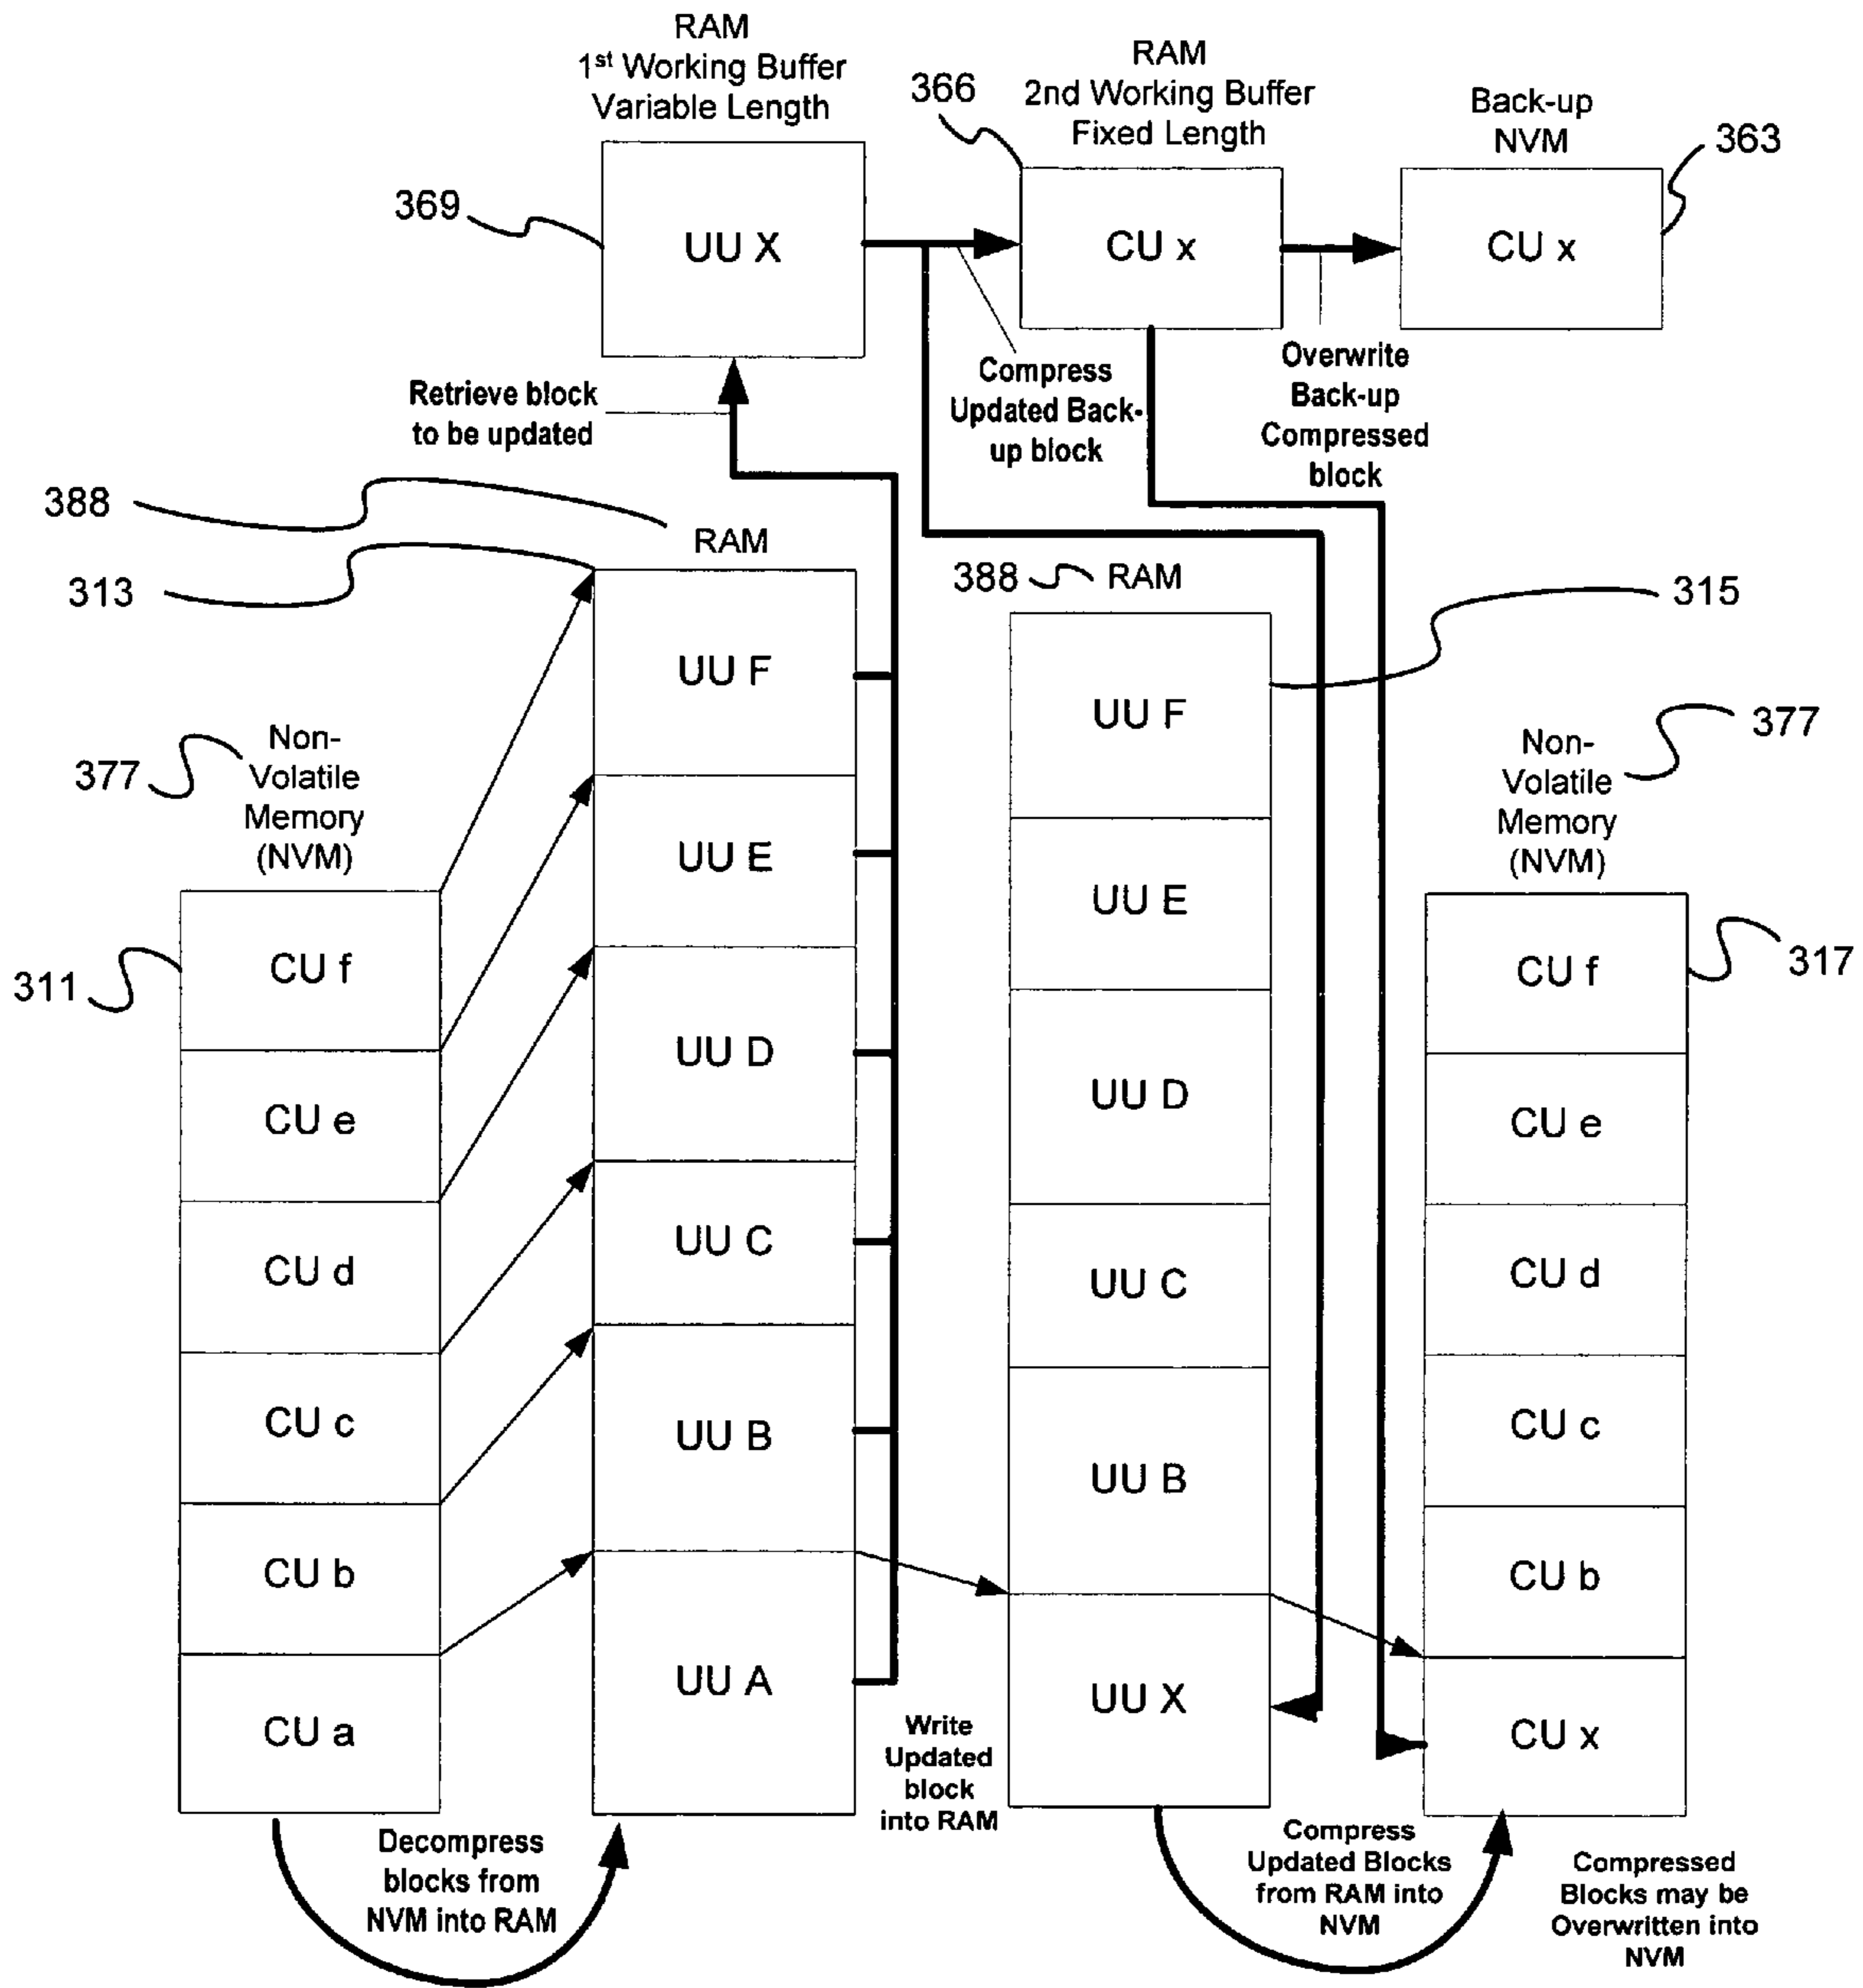 RAM
1st Working Buffer
Variable Length
366
RAM
2nd Working Buffer
Fixed Length
Back-up
NVM
363
369
UU X
CU x
CU x
Retrieve block
to be updated
Compress
Updated Back-
up block
Overwrite
Back-up
Compressed
block
388
RAM
313
388
RAM
315
UU F
UU E
UU D
UU C
UU B
UU A
UU F
UU E
UU D
UU C
UU B
UU X
377
Non-
Volatile
Memory
(NVM)
311
CU f
CU e
CU d
CU c
CU b
CU a
Non-
Volatile
Memory
(NVM)
377
317
CU f
CU e
CU d
CU c
CU b
CU x
Decompress
blocks from
NVM into RAM
Write
Updated
block
into RAM
Compress
Updated Blocks
from RAM into
NVM
Compressed
Blocks may be
Overwritten into
NVM